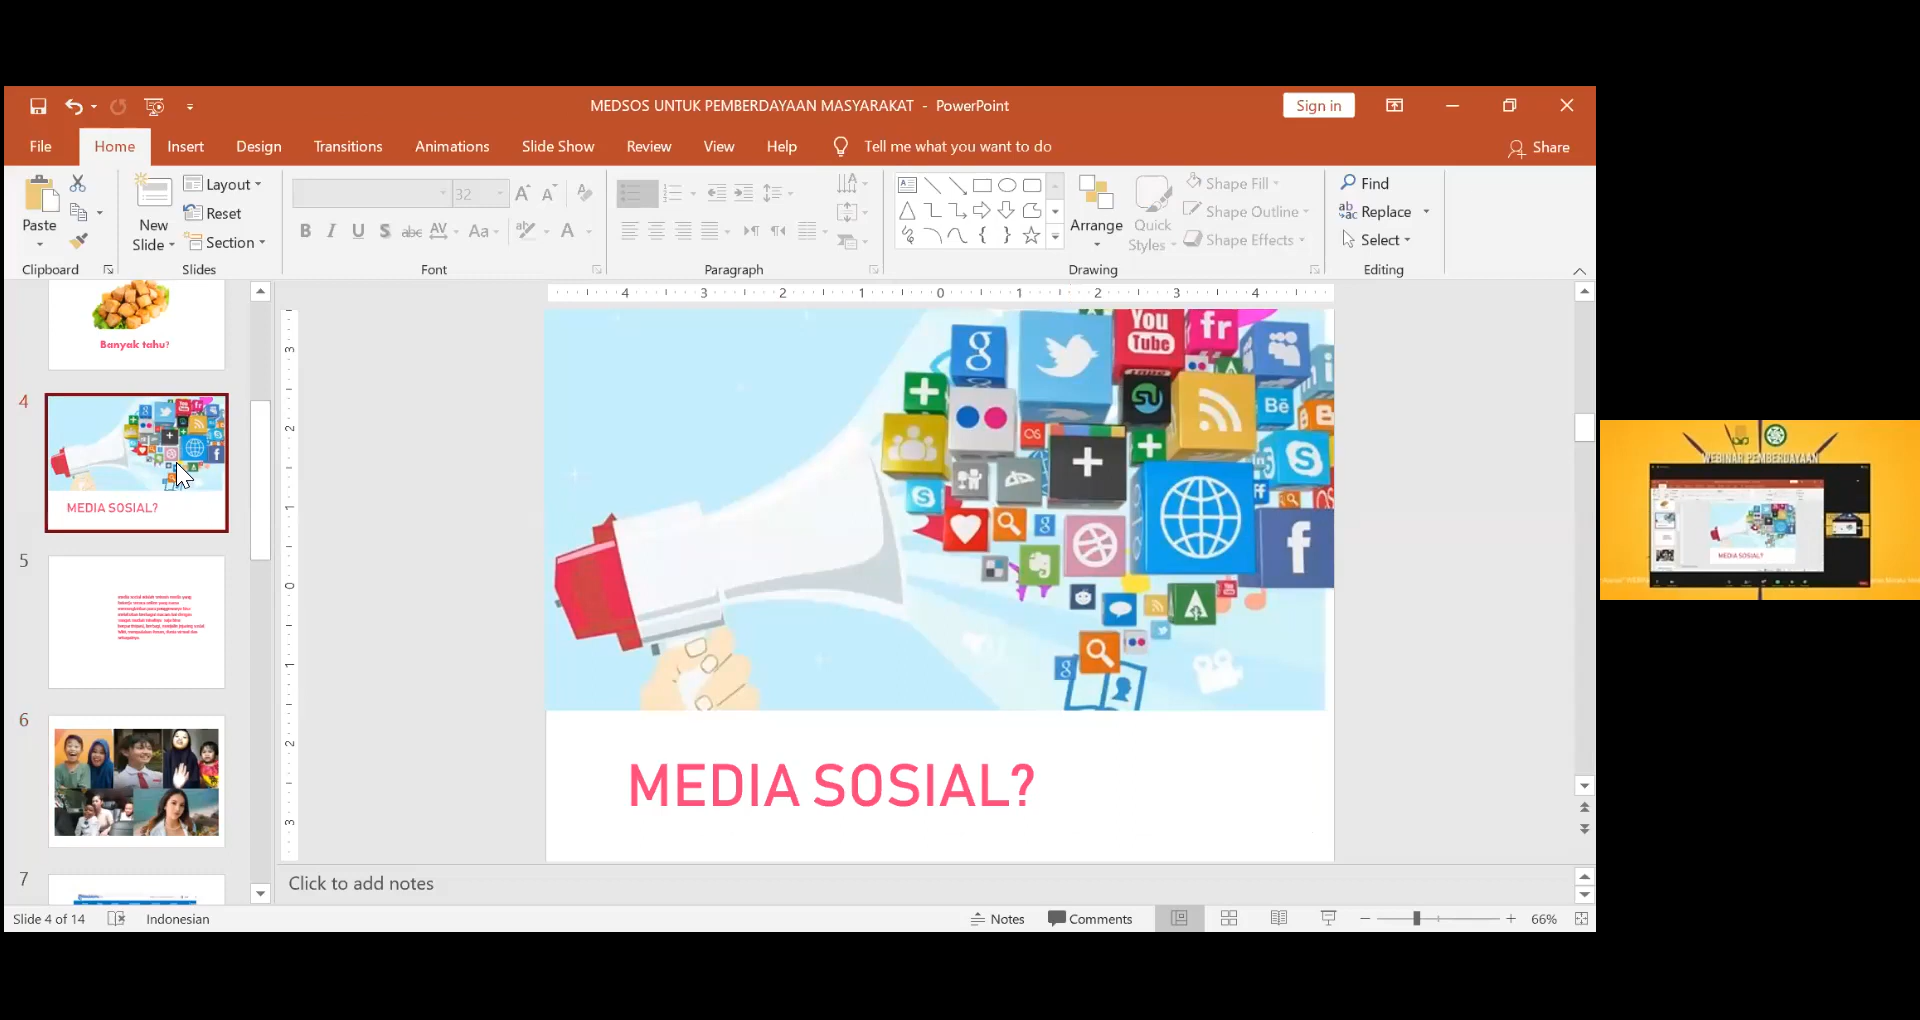 MEDSOS UNTUK PEMBERDAYAAN MASYARAKAT - PowerPoint
Sign in
File Home Insert Design Transitions Animations Slide Show Review View Help Tell me what you want to do Share
Paste
New Slide
Layout
Reset
Section
32
Arrange
Quick Styles
Shape Fill
Shape Outline
Shape Effects
Find
Replace
Select
Clipboard Slides Font Paragraph Drawing Editing
Banyak tahu?
4
MEDIA SOSIAL?
5
6
7
You
Tube
fr
g
Bē
f
MEDIA SOSIAL?
Click to add notes
Slide 4 of 14 Indonesian Notes Comments 66%
WEBINAR PEMBERDAYAAN
MEDIA SOSIAL?